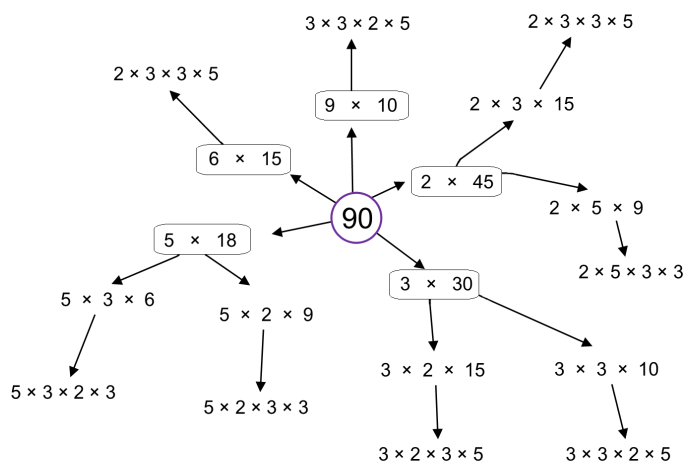 3 × 3 × 2 × 5
2 × 3 × 3 × 5
2 × 3 × 3 × 5
9 × 10
2 × 3 × 15
6 × 15
2 × 45
90
2 × 5 × 9
5 × 18
2 × 5 × 3 × 3
3 × 30
5 × 3 × 6
5 × 2 × 9
3 × 2 × 15
3 × 3 × 10
5 × 3 × 2 × 3
5 × 2 × 3 × 3
3 × 2 × 3 × 5
3 × 3 × 2 × 5